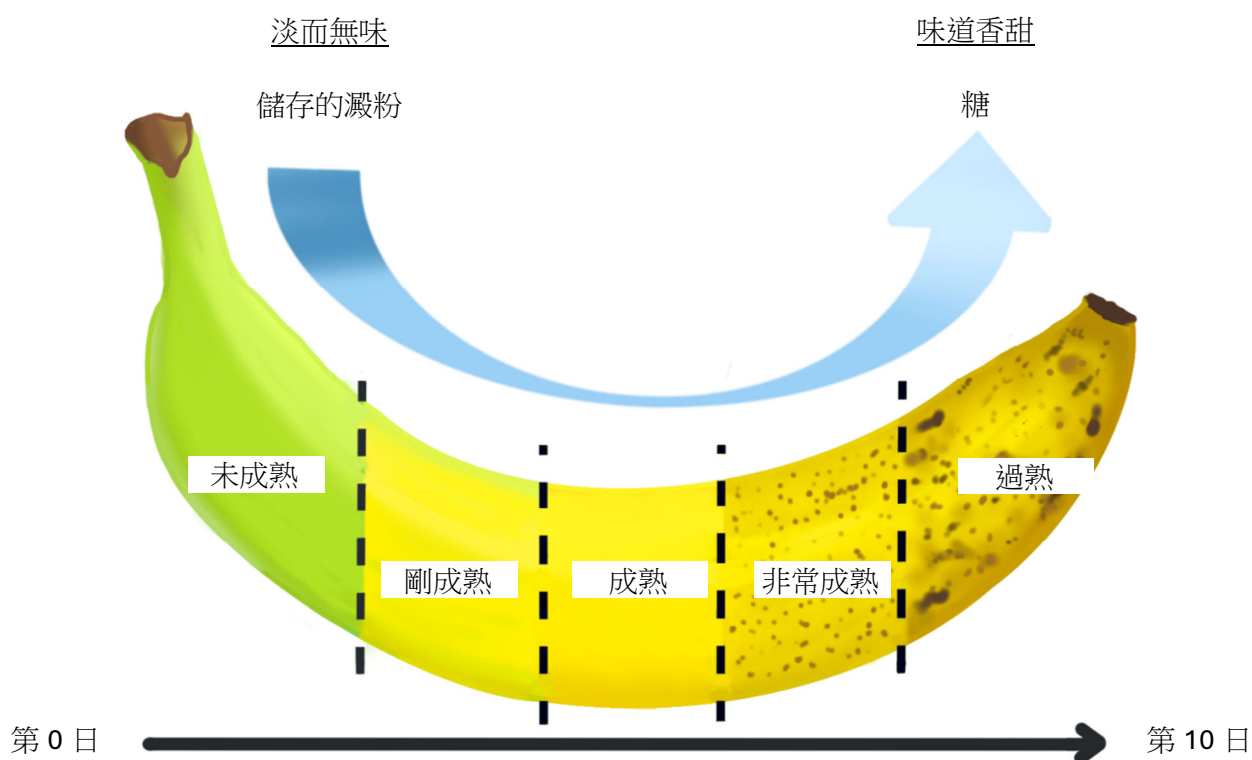 淡而無味
味道香甜
儲存的澱粉
糖
未成熟
過熟
剛成熟
成熟
非常成熟
第 0 日
第 10 日